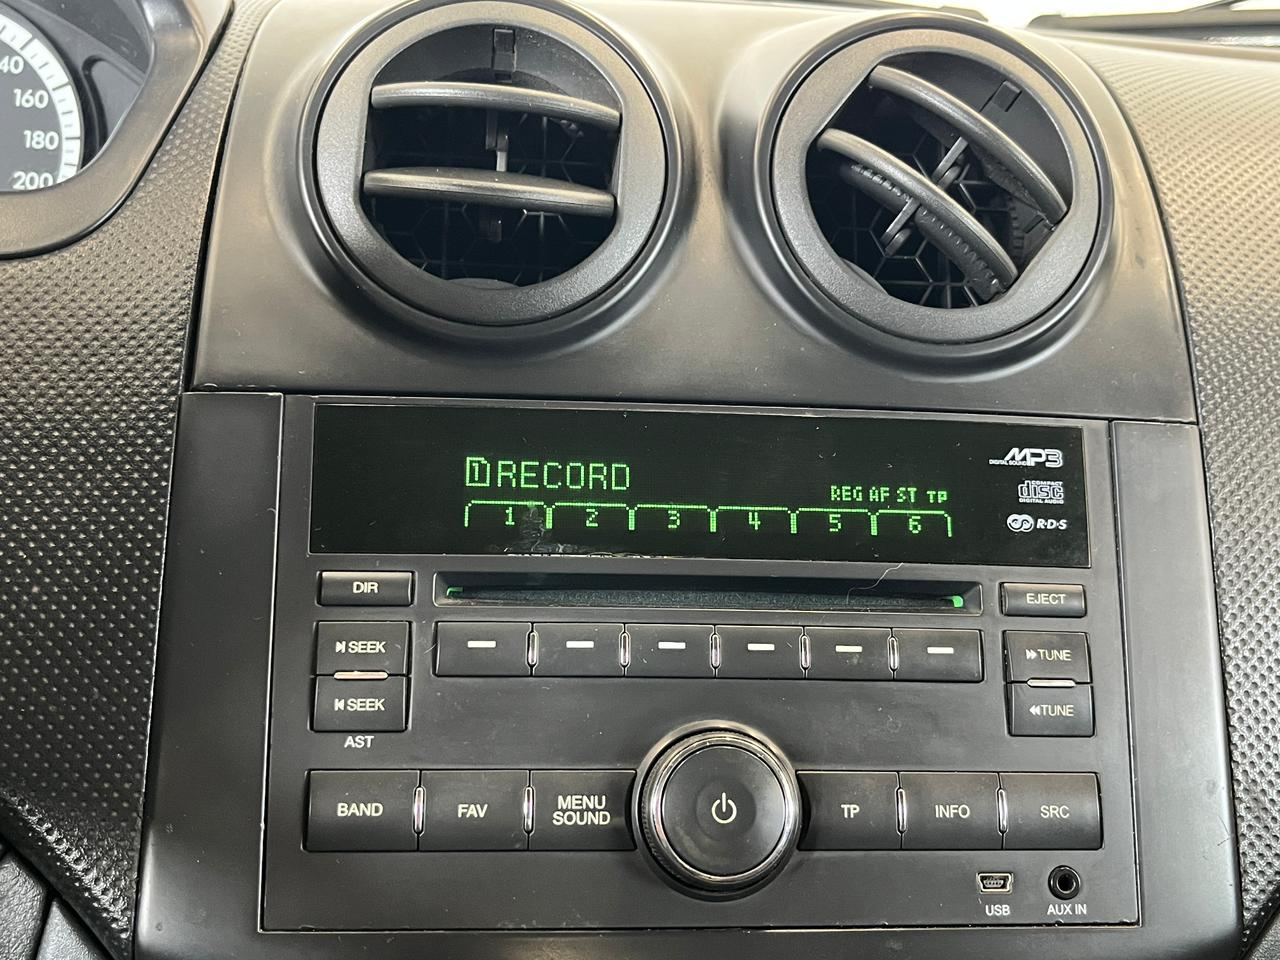 40
160
180
200
MP3
DIGITAL SOUND
1 RECORD
REG AF ST TP
COMPACT
disc
DIGITAL AUDIO
1 2 3 4 5 6
R·D·S
DIR
EJECT
SEEK
TUNE
SEEK
TUNE
AST
BAND
FAV
MENU
SOUND
TP
INFO
SRC
USB
AUX IN